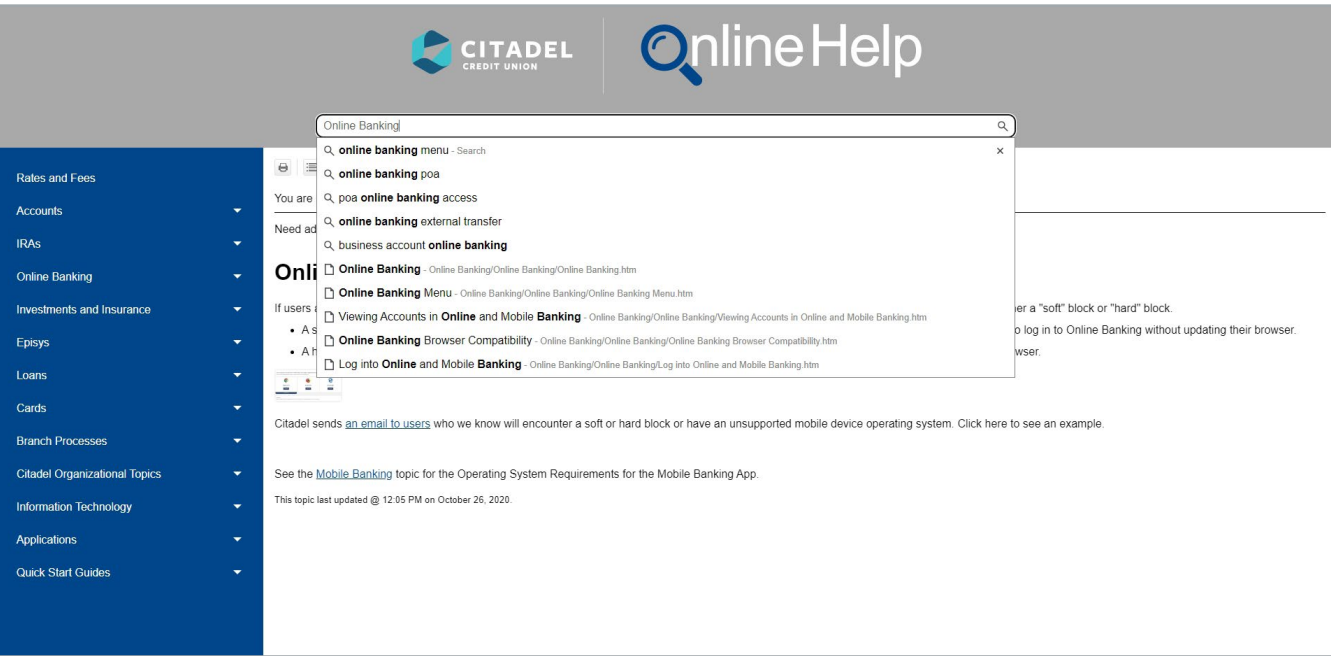 CITADEL
CREDIT UNION
OnlineHelp
Online Banking
online banking menu - Search
online banking poa
poa online banking access
online banking external transfer
business account online banking
Online Banking - Online Banking/Online Banking/Online Banking.htm
Online Banking Menu - Online Banking/Online Banking/Online Banking Menu.htm
Viewing Accounts in Online and Mobile Banking - Online Banking/Online Banking/Viewing Accounts in Online and Mobile Banking.htm
Online Banking Browser Compatibility - Online Banking/Online Banking/Online Banking Browser Compatibility.htm
Log into Online and Mobile Banking - Online Banking/Online Banking/Log into Online and Mobile Banking.htm
Rates and Fees
Accounts
IRAs
Online Banking
Investments and Insurance
Episys
Loans
Cards
Branch Processes
Citadel Organizational Topics
Information Technology
Applications
Quick Start Guides
You are
Need ad
Onli
If users a er a "soft" block or "hard" block.
• A s o log in to Online Banking without updating their browser.
• A h wser.
Citadel sends an email to users who we know will encounter a soft or hard block or have an unsupported mobile device operating system. Click here to see an example.
See the Mobile Banking topic for the Operating System Requirements for the Mobile Banking App.
This topic last updated @ 12:05 PM on October 26, 2020.